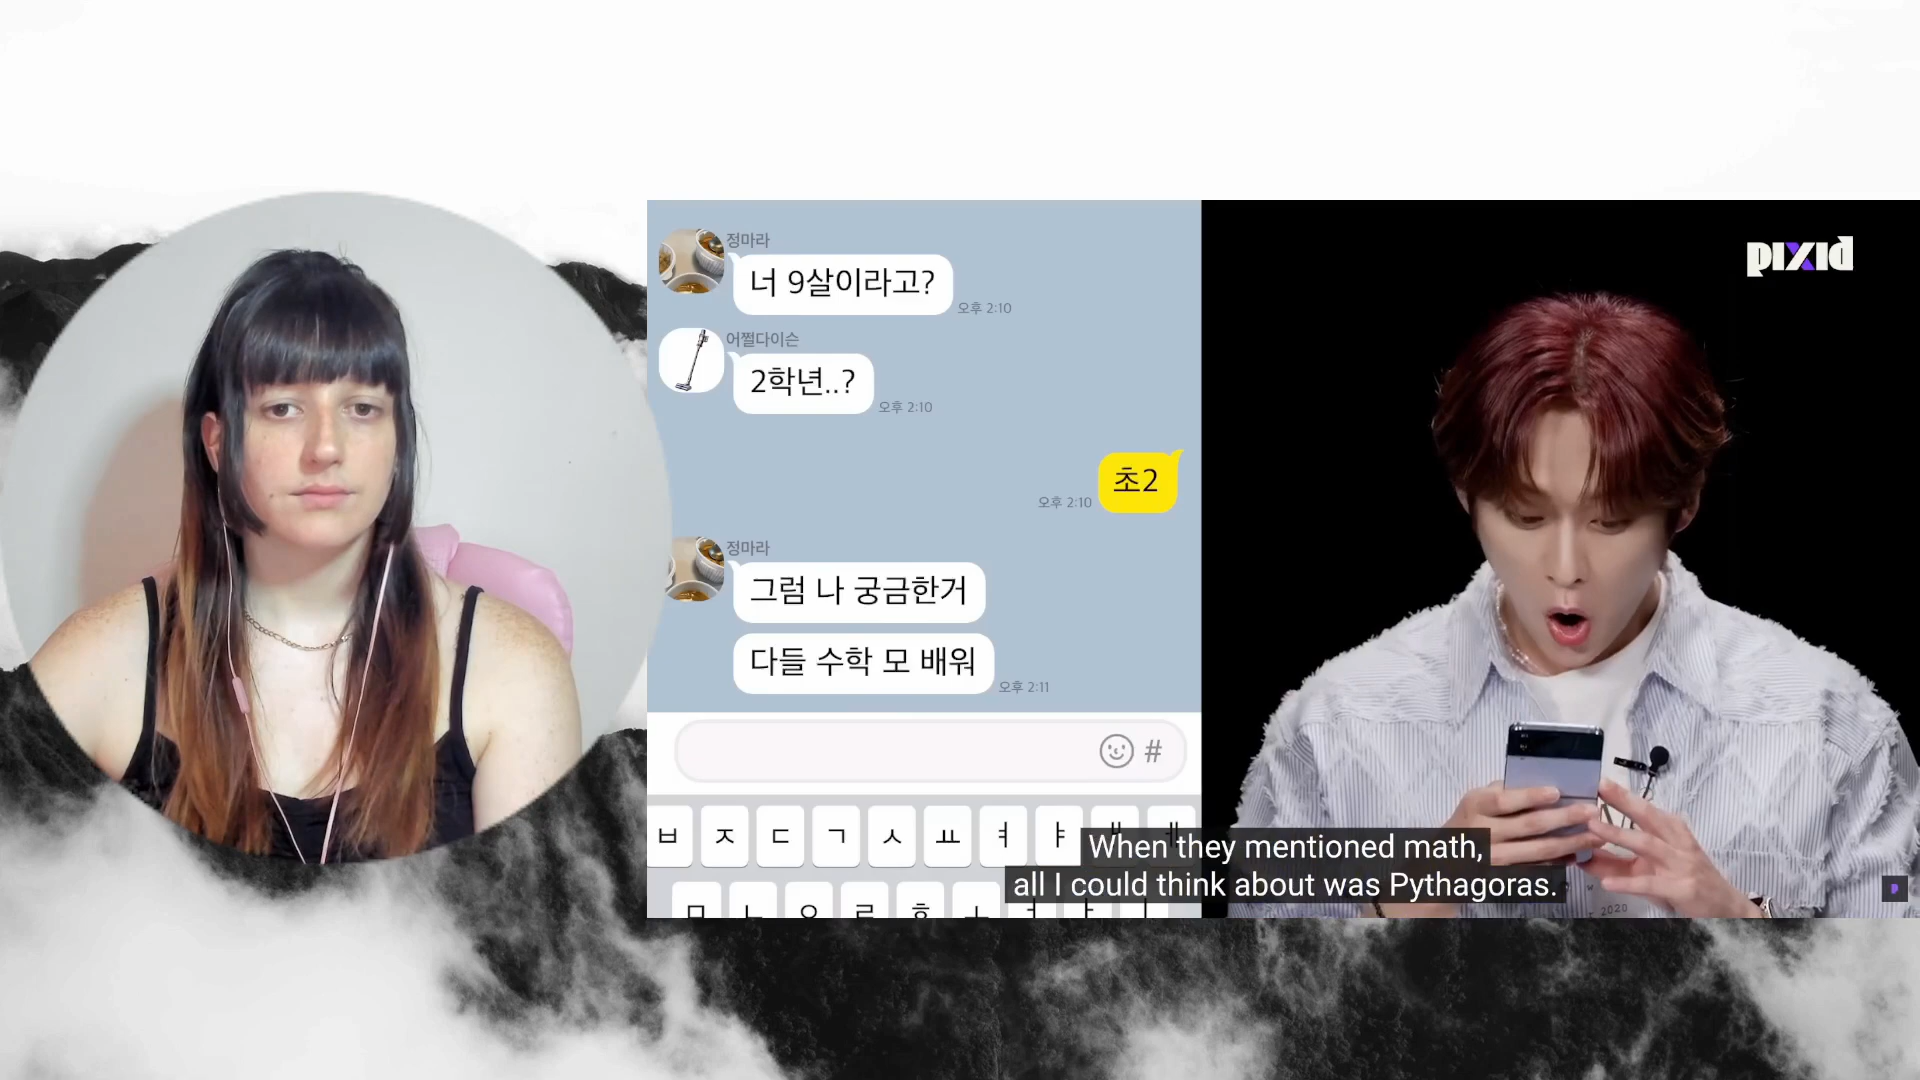 정마라
너 9살이라고?
오후 2:10
어쩔다이슨
2학년..?
오후 2:10
초2
오후 2:10
정마라
그럼 나 궁금한거
다들 수학 모 배워
오후 2:11
#
ㅂ ㅈ ㄷ ㄱ ㅅ ㅛ ㅕ ㅑ ㅐ ㅔ
ㅁ ㄴ ㅇ ㄹ ㅎ ㅗ ㅓ ㅏ ㅣ
pixid
When they mentioned math,
all I could think about was Pythagoras.
2020